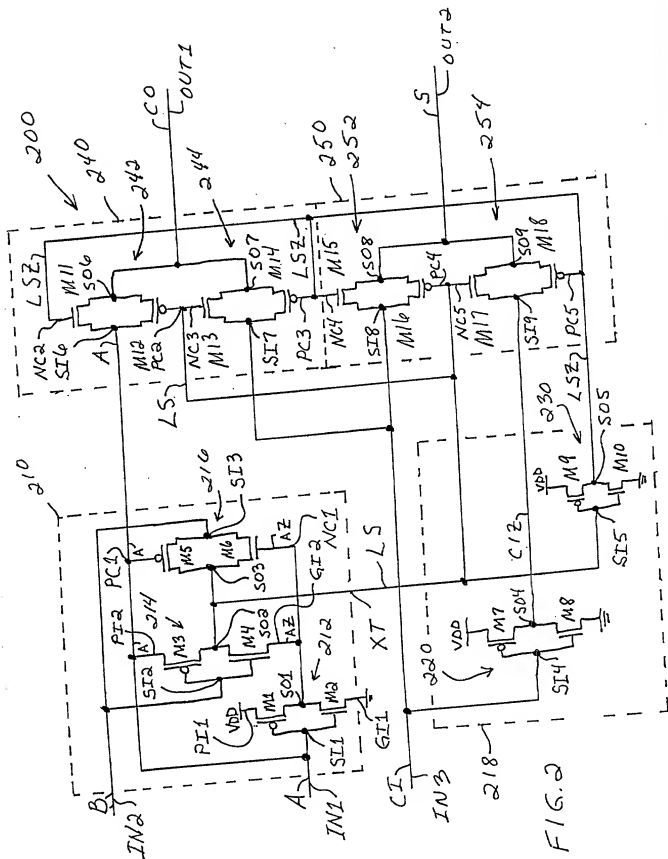 200
240
242
CO
OUT1
244
250
252
S
OUT2
254
LSZ
M11
SO6
NC2
SI6
A
M12
PC2
LS
NC3
M13
SO7
M14
SI7
PC3
LSZ
M15
NC4
SO8
SI8
M16
PC4
NC5
M17
SO9
M18
SI9
PC5
LSZ
230
210
PC1
A
PI2
214
M5
216
SI3
M6
SO3
M3
SI2
M4
SO2
AZ
GI2
AZ
NC1
212
SO1
M1
VDD
PI1
M2
GI1
SI1
B
IN2
A
IN1
XT
LS
CI
IN3
CIZ
VDD
M9
SO5
M10
SI5
VDD
M7
SO4
M8
SI4
220
218
FIG.2
A